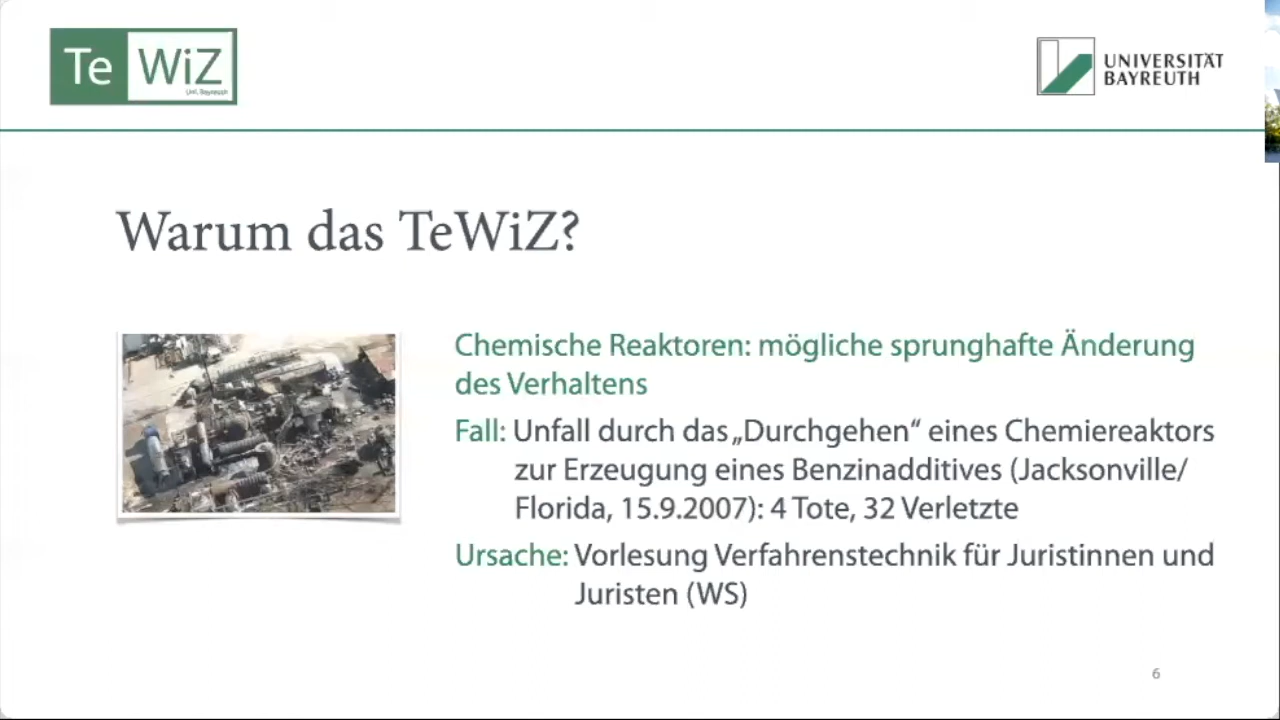 Te WiZ
Uni. Bayreuth
UNIVERSITÄT
BAYREUTH
Warum das TeWiZ?
Chemische Reaktoren: mögliche sprunghafte Änderung
des Verhaltens
Fall: Unfall durch das „Durchgehen“ eines Chemiereaktors
zur Erzeugung eines Benzinadditives (Jacksonville/
Florida, 15.9.2007): 4 Tote, 32 Verletzte
Ursache: Vorlesung Verfahrenstechnik für Juristinnen und
Juristen (WS)
6